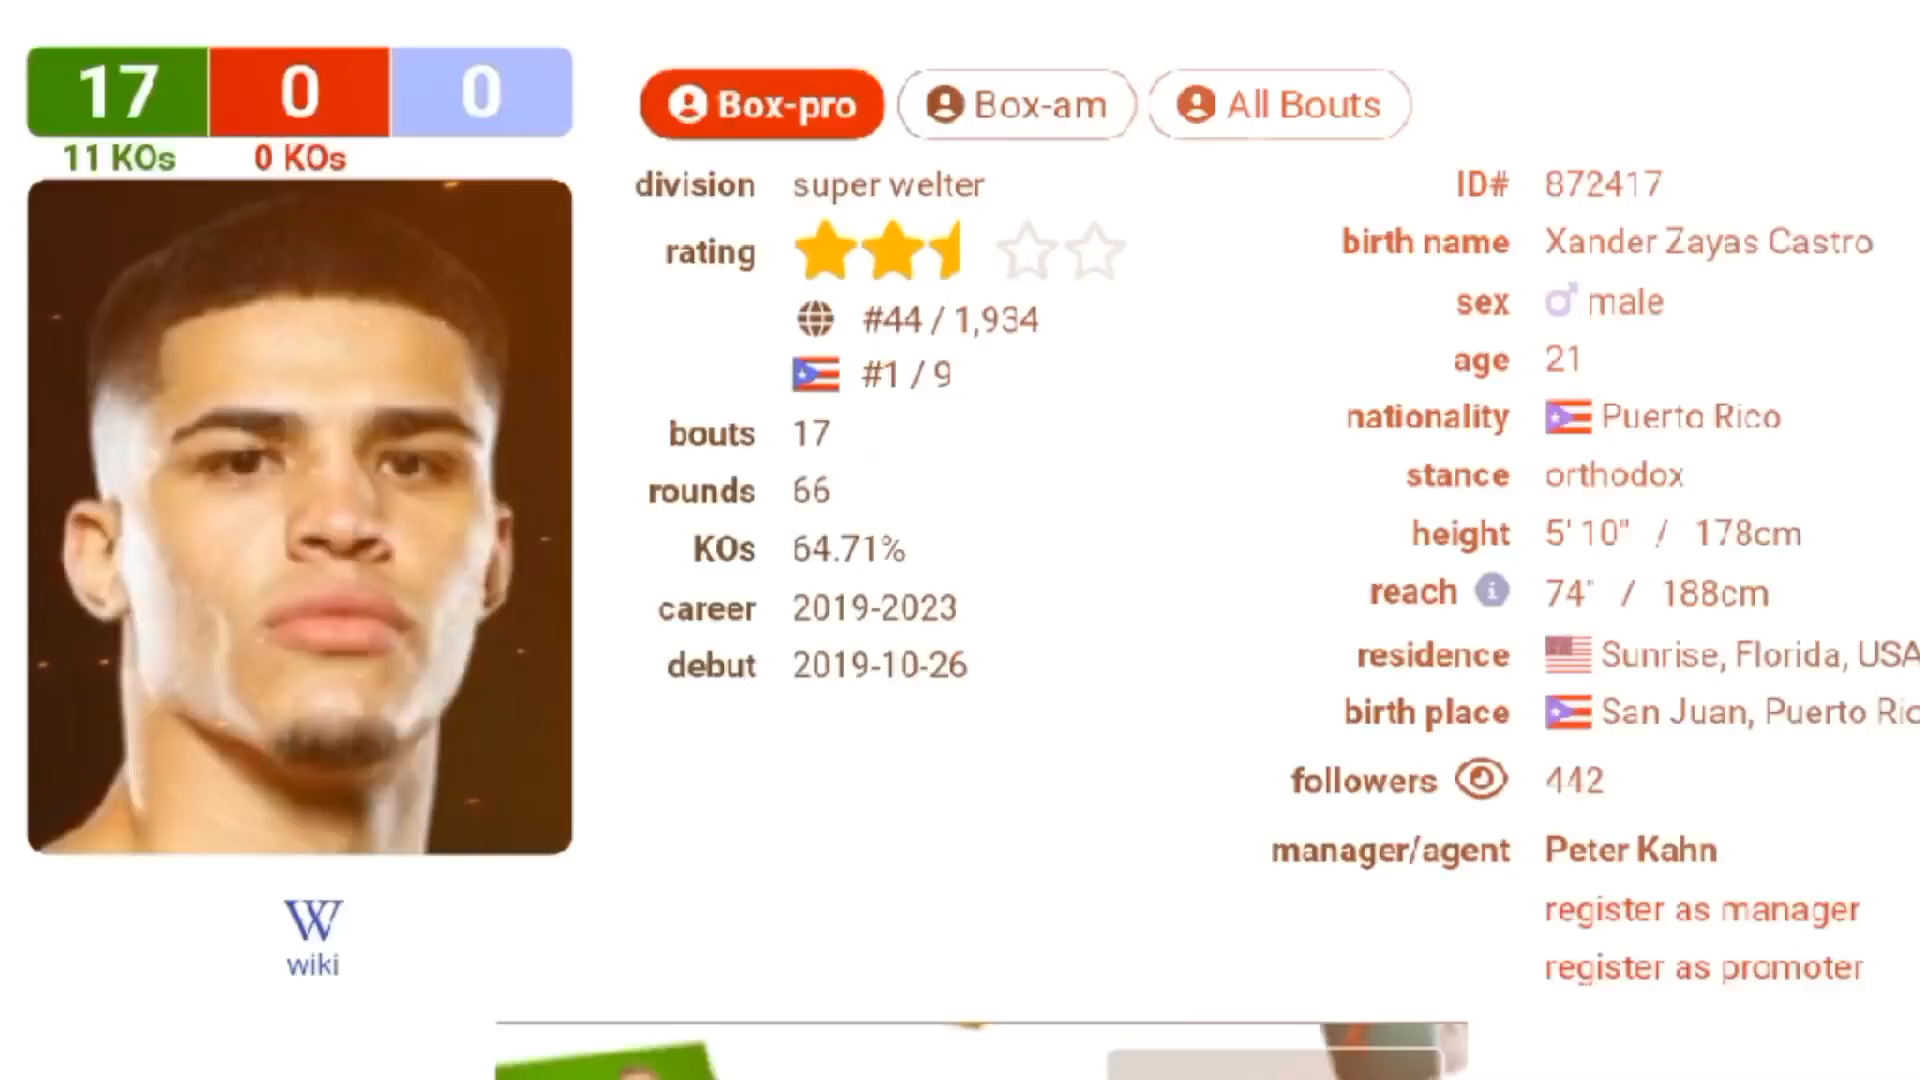 17 0 0
11 KOs 0 KOs
Box-pro Box-am All Bouts
division super welter
rating
#44 / 1,934
#1 / 9
bouts 17
rounds 66
KOs 64.71%
career 2019-2023
debut 2019-10-26
ID# 872417
birth name Xander Zayas Castro
sex male
age 21
nationality Puerto Rico
stance orthodox
height 5' 10" / 178cm
reach 74" / 188cm
residence Sunrise, Florida, USA
birth place San Juan, Puerto Ric
followers 442
manager/agent Peter Kahn
register as manager
register as promoter
W
wiki